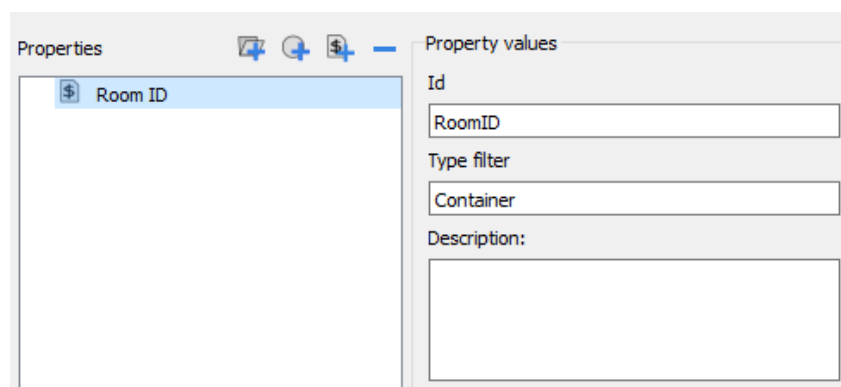 Properties
Room ID
Property values
Id
RoomID
Type filter
Container
Description: